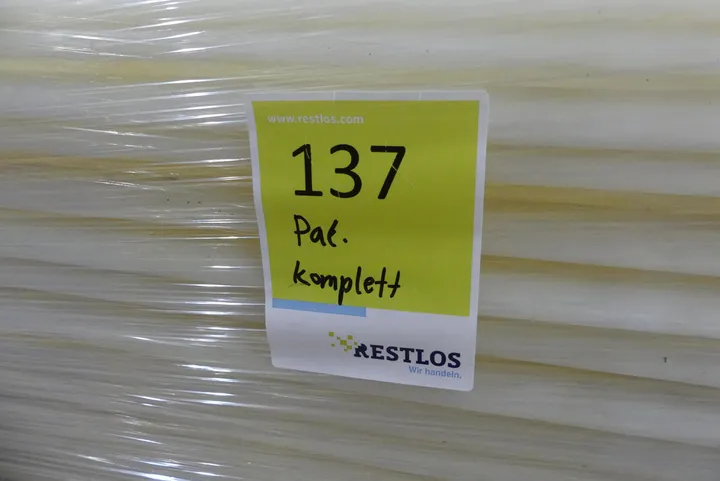 www.restlos.com
137
Pal.
komplett
RESTLOS
Wir handeln.